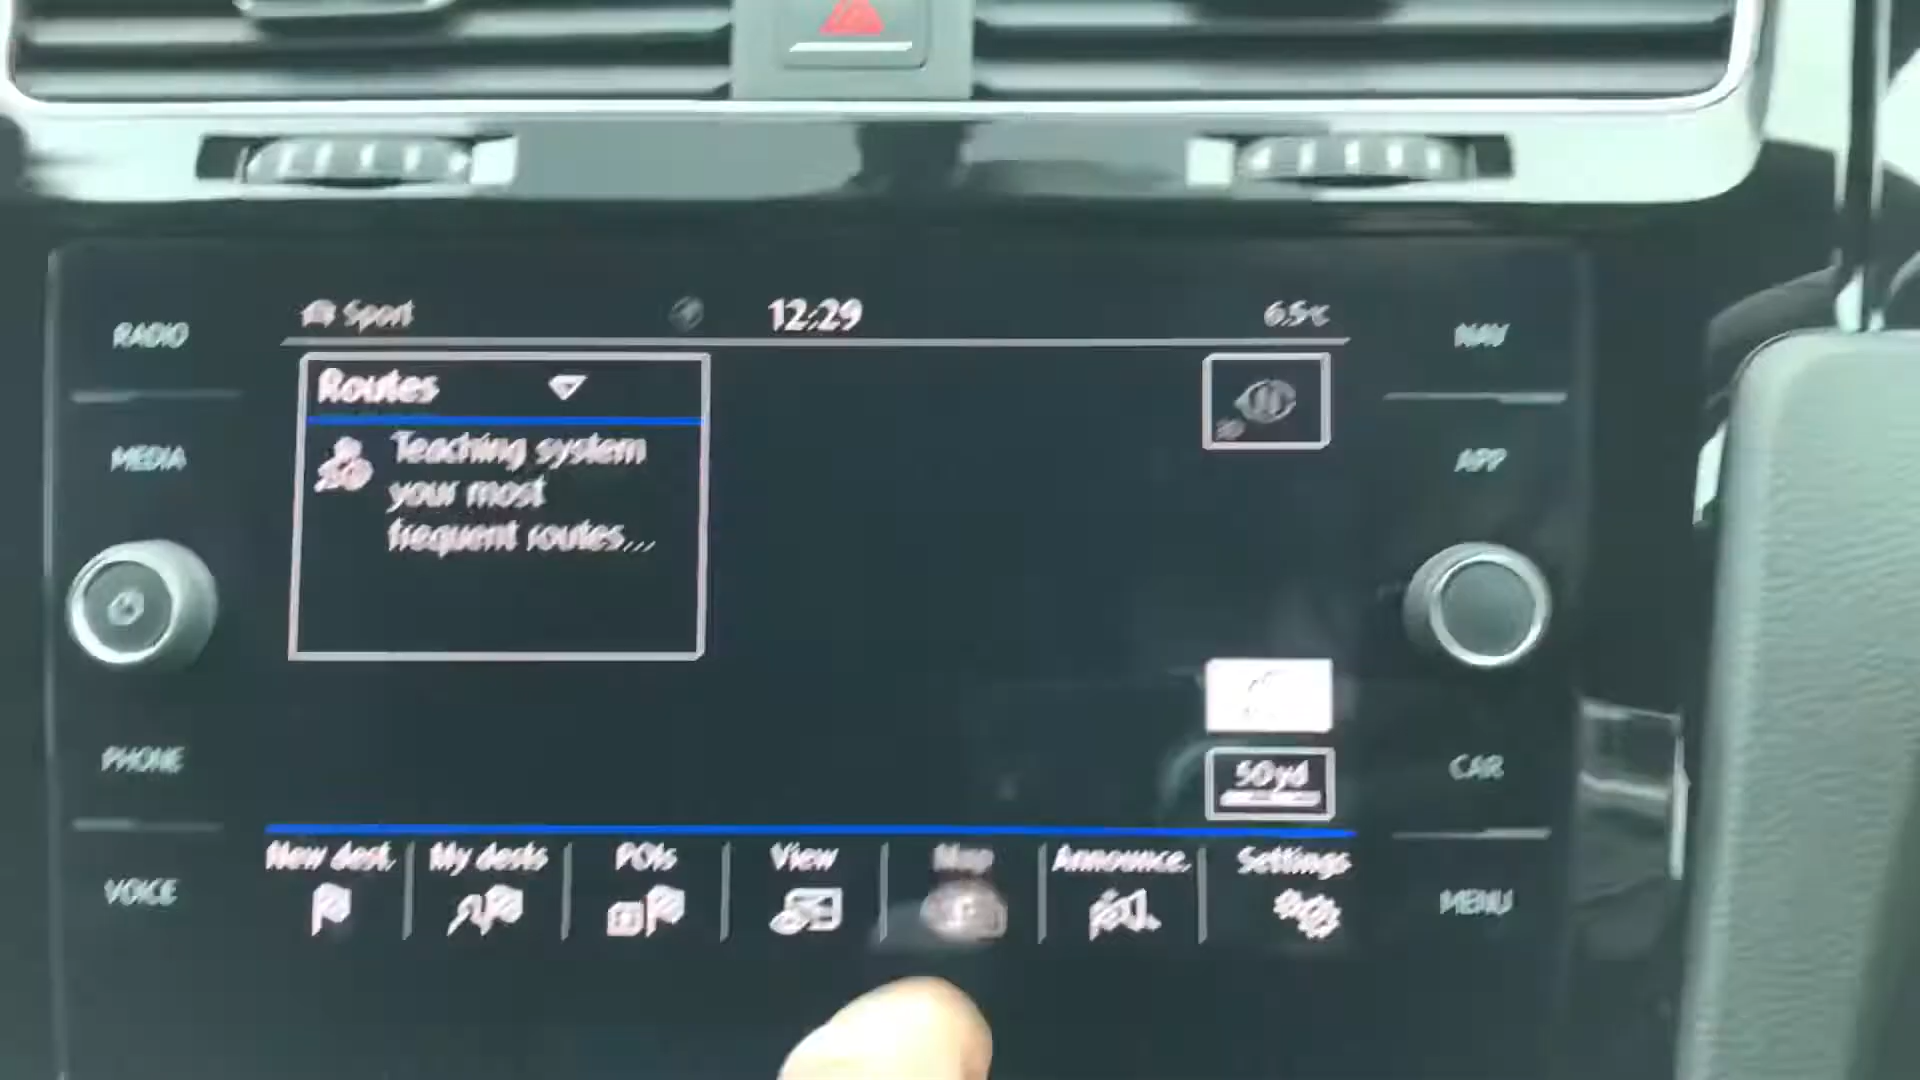 Sport 12:29 6.5°C
RADIO
NAV
Routes
MEDIA
Teaching system
your most
frequent routes...
APP
PHONE
50yd
CAR
New dest. My dests POIs View Map Announce. Settings
VOICE
MENU